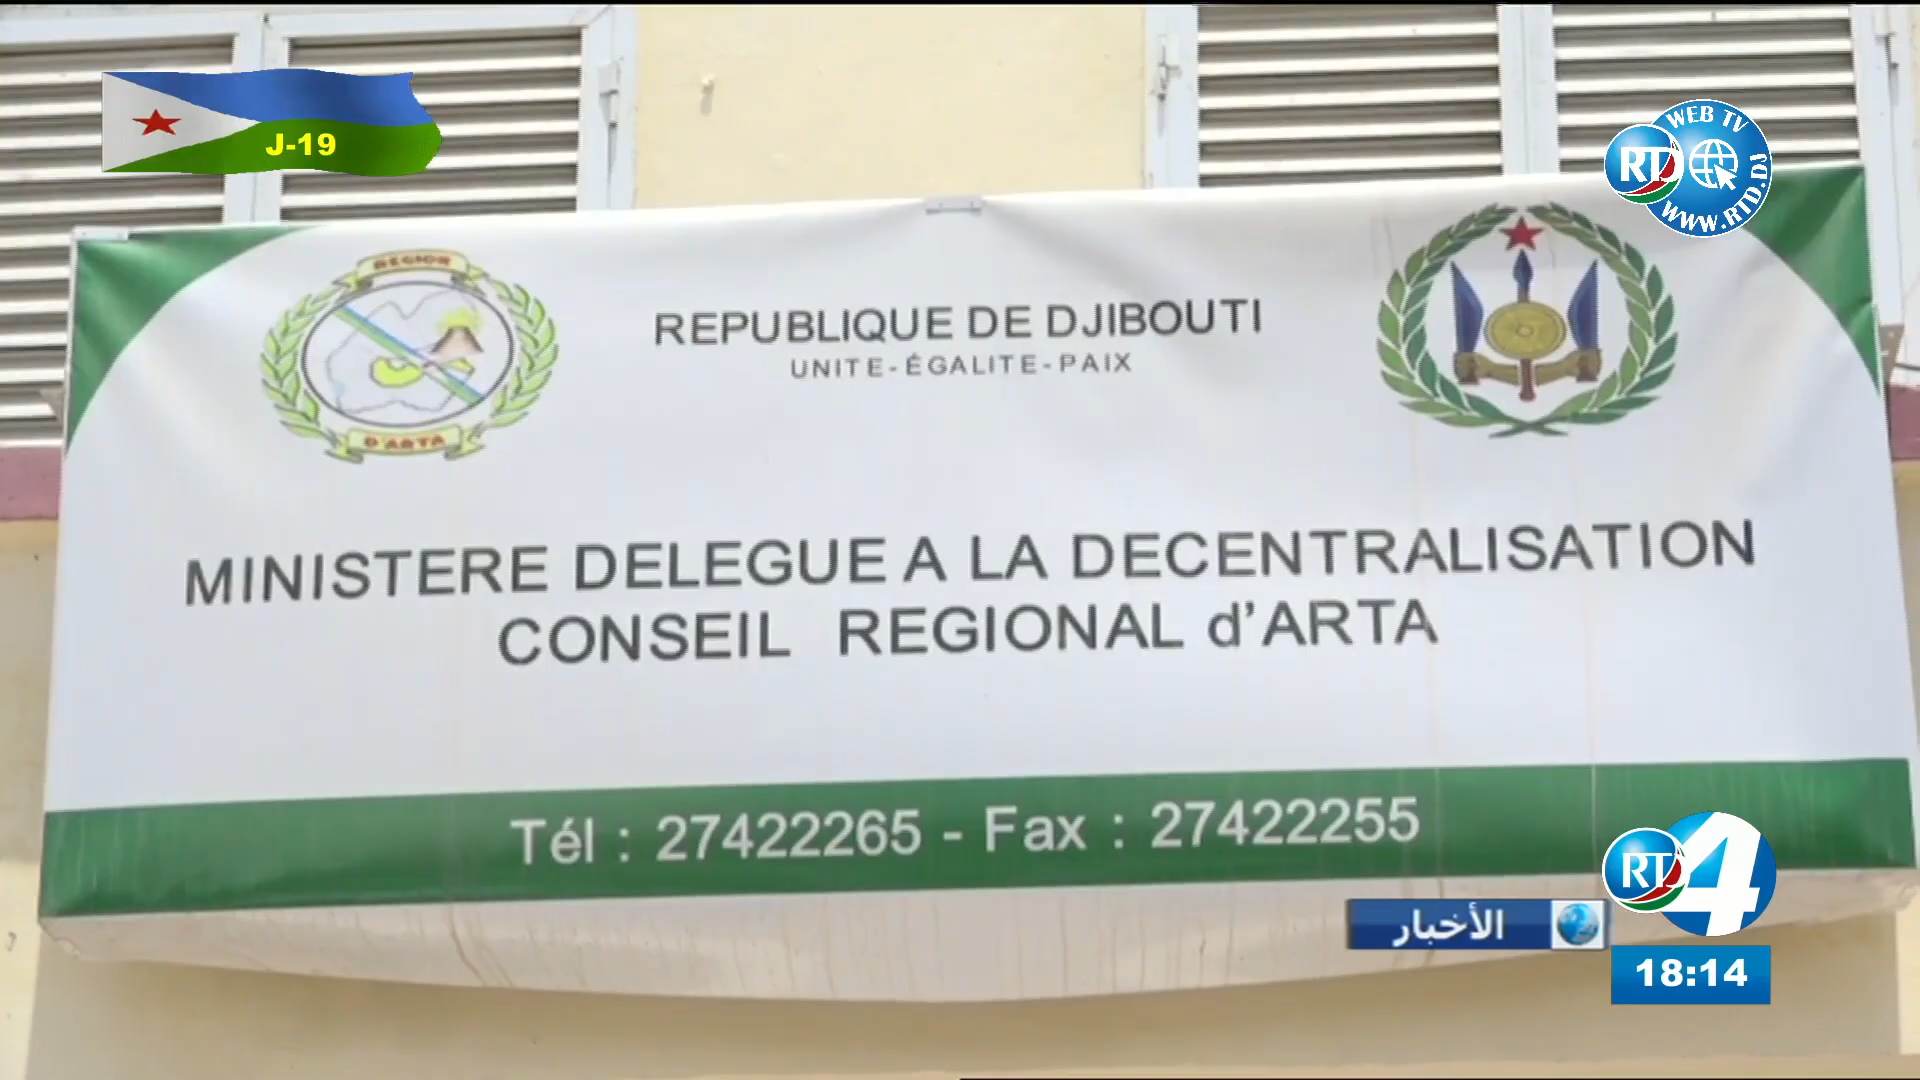 J-19
WEB TV
RTD
WWW.RTD.DJ
REGION
D'ARTA
REPUBLIQUE DE DJIBOUTI
UNITE-ÉGALITE-PAIX
MINISTERE DELEGUE A LA DECENTRALISATION
CONSEIL REGIONAL d'ARTA
Tél : 27422265 - Fax : 27422255
RTD 4
الأخبار
18:14